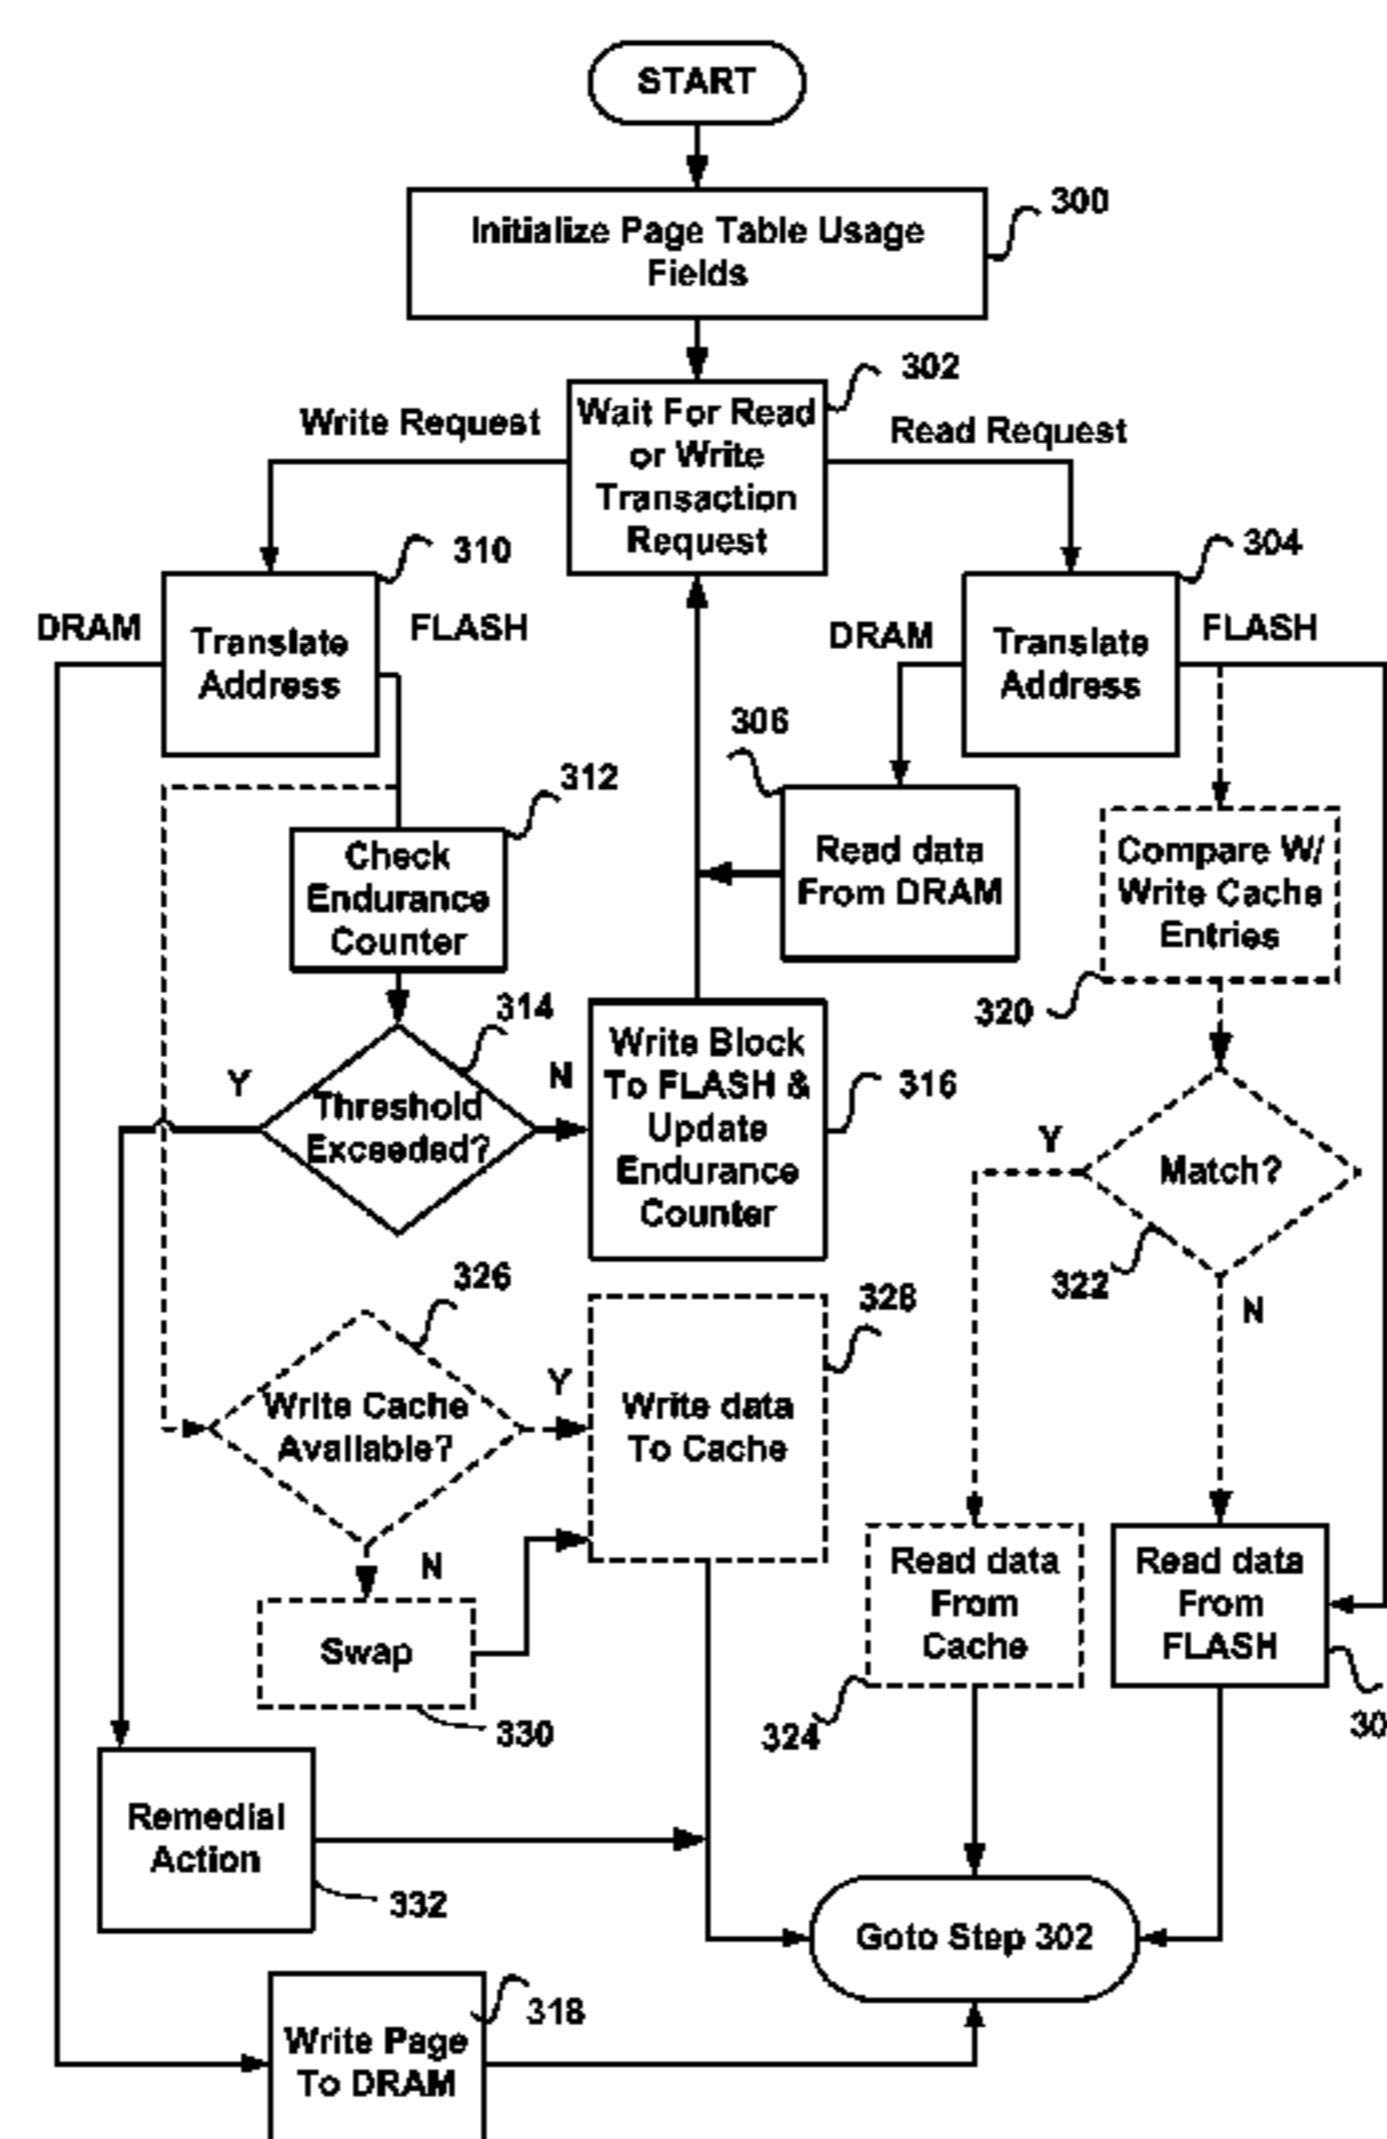 START
300
Initialize Page Table Usage
Fields
302
Write Request
Wait For Read
or Write
Transaction
Request
Read Request
310
304
DRAM
Translate
Address
FLASH
DRAM
Translate
Address
FLASH
306
312
Check
Endurance
Counter
Read data
From DRAM
Compare W/
Write Cache
Entries
320
314
Y
Threshold
Exceeded?
N
Write Block
To FLASH &
Update
Endurance
Counter
316
Y
Match?
322
N
326
328
Write Cache
Available?
Y
Write data
To Cache
N
Swap
330
Read data
From
Cache
324
Read data
From
FLASH
30
Remedial
Action
332
Goto Step 302
318
Write Page
To DRAM